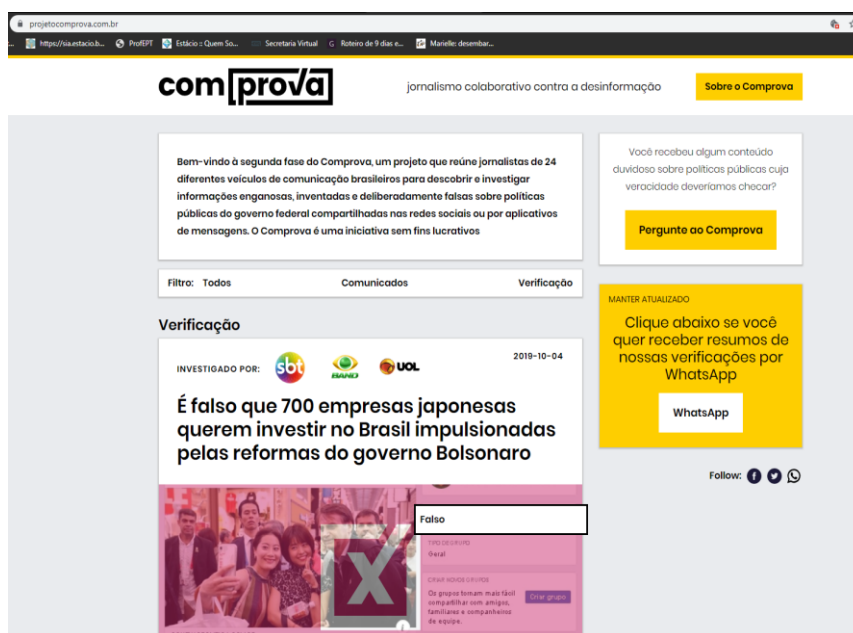 projetocomprova.com.br
https://sia.estacio.b... ProfEPT Estácio :: Quem So... Secretaria Virtual Roteiro de 9 dias e... Marielle: desembar...
comprova
jornalismo colaborativo contra a desinformação
Sobre o Comprova
Bem-vindo à segunda fase do Comprova, um projeto que reúne jornalistas de 24
diferentes veículos de comunicação brasileiros para descobrir e investigar
informações enganosas, inventadas e deliberadamente falsas sobre políticas
públicas do governo federal compartilhadas nas redes sociais ou por aplicativos
de mensagens. O Comprova é uma iniciativa sem fins lucrativos
Você recebeu algum conteúdo
duvidoso sobre políticas públicas cuja
veracidade deveríamos checar?
Pergunte ao Comprova
Filtro: Todos Comunicados Verificação
MANTER ATUALIZADO
Clique abaixo se você
quer receber resumos de
nossas verificações por
WhatsApp
WhatsApp
Follow:
Verificação
INVESTIGADO POR: sbt BAND UOL 2019-10-04
É falso que 700 empresas japonesas
querem investir no Brasil impulsionadas
pelas reformas do governo Bolsonaro
Falso
TIPO DE GRUPO
Geral
CRIAR NOVOS GRUPOS
Os grupos tornam mais fácil
compartilhar com amigos,
familiares e companheiros
de equipe.
Criar grupo